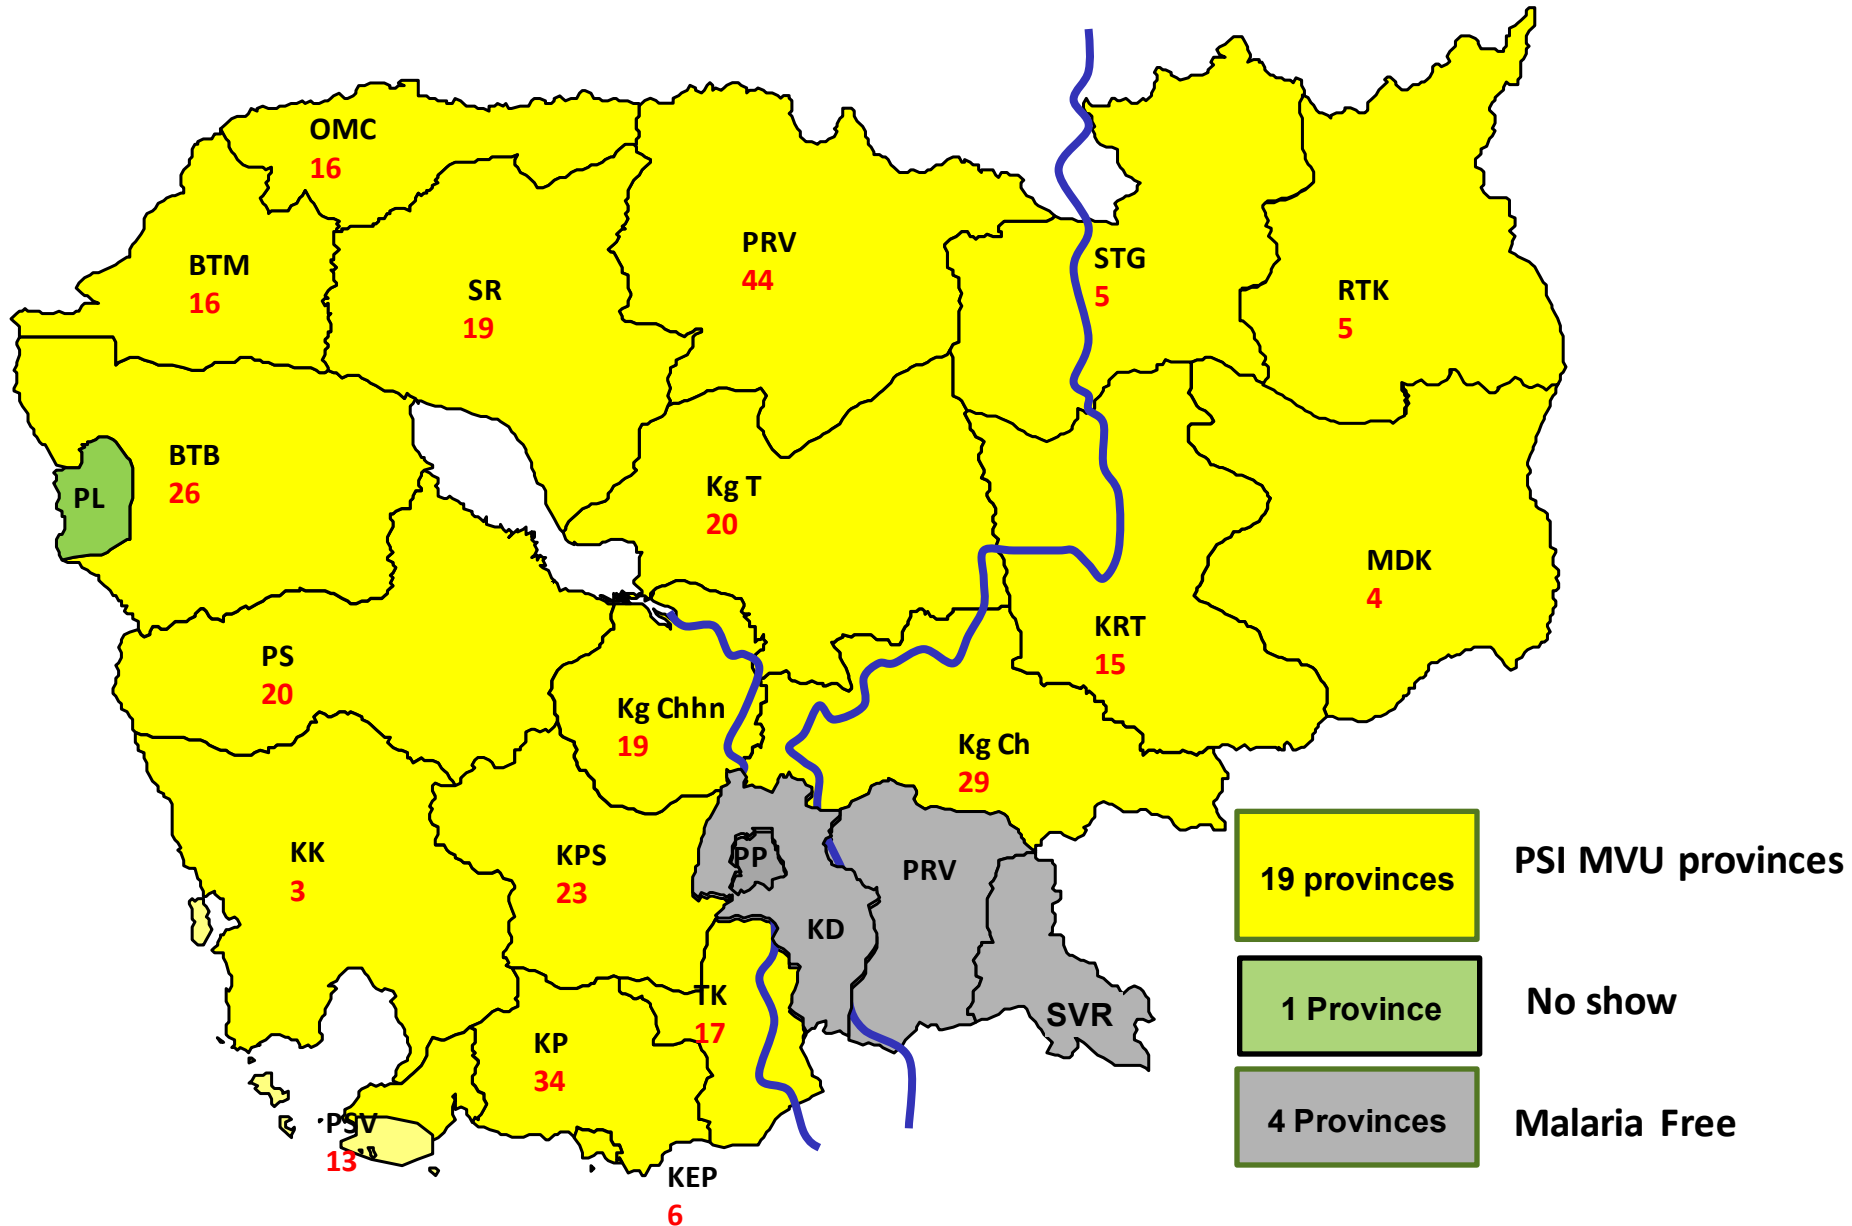 OMC
16
BTM
16
SR
19
PRV
44
STG
5
RTK
5
BTB
26
PL
Kg T
20
MDK
4
KRT
15
PS
20
Kg Chhn
19
Kg Ch
29
KK
3
KPS
23
PP
PRV
KD
SVR
TK
17
KP
34
PSV
13
KEP
6
19 provinces
PSI MVU provinces
1 Province
No show
4 Provinces
Malaria Free